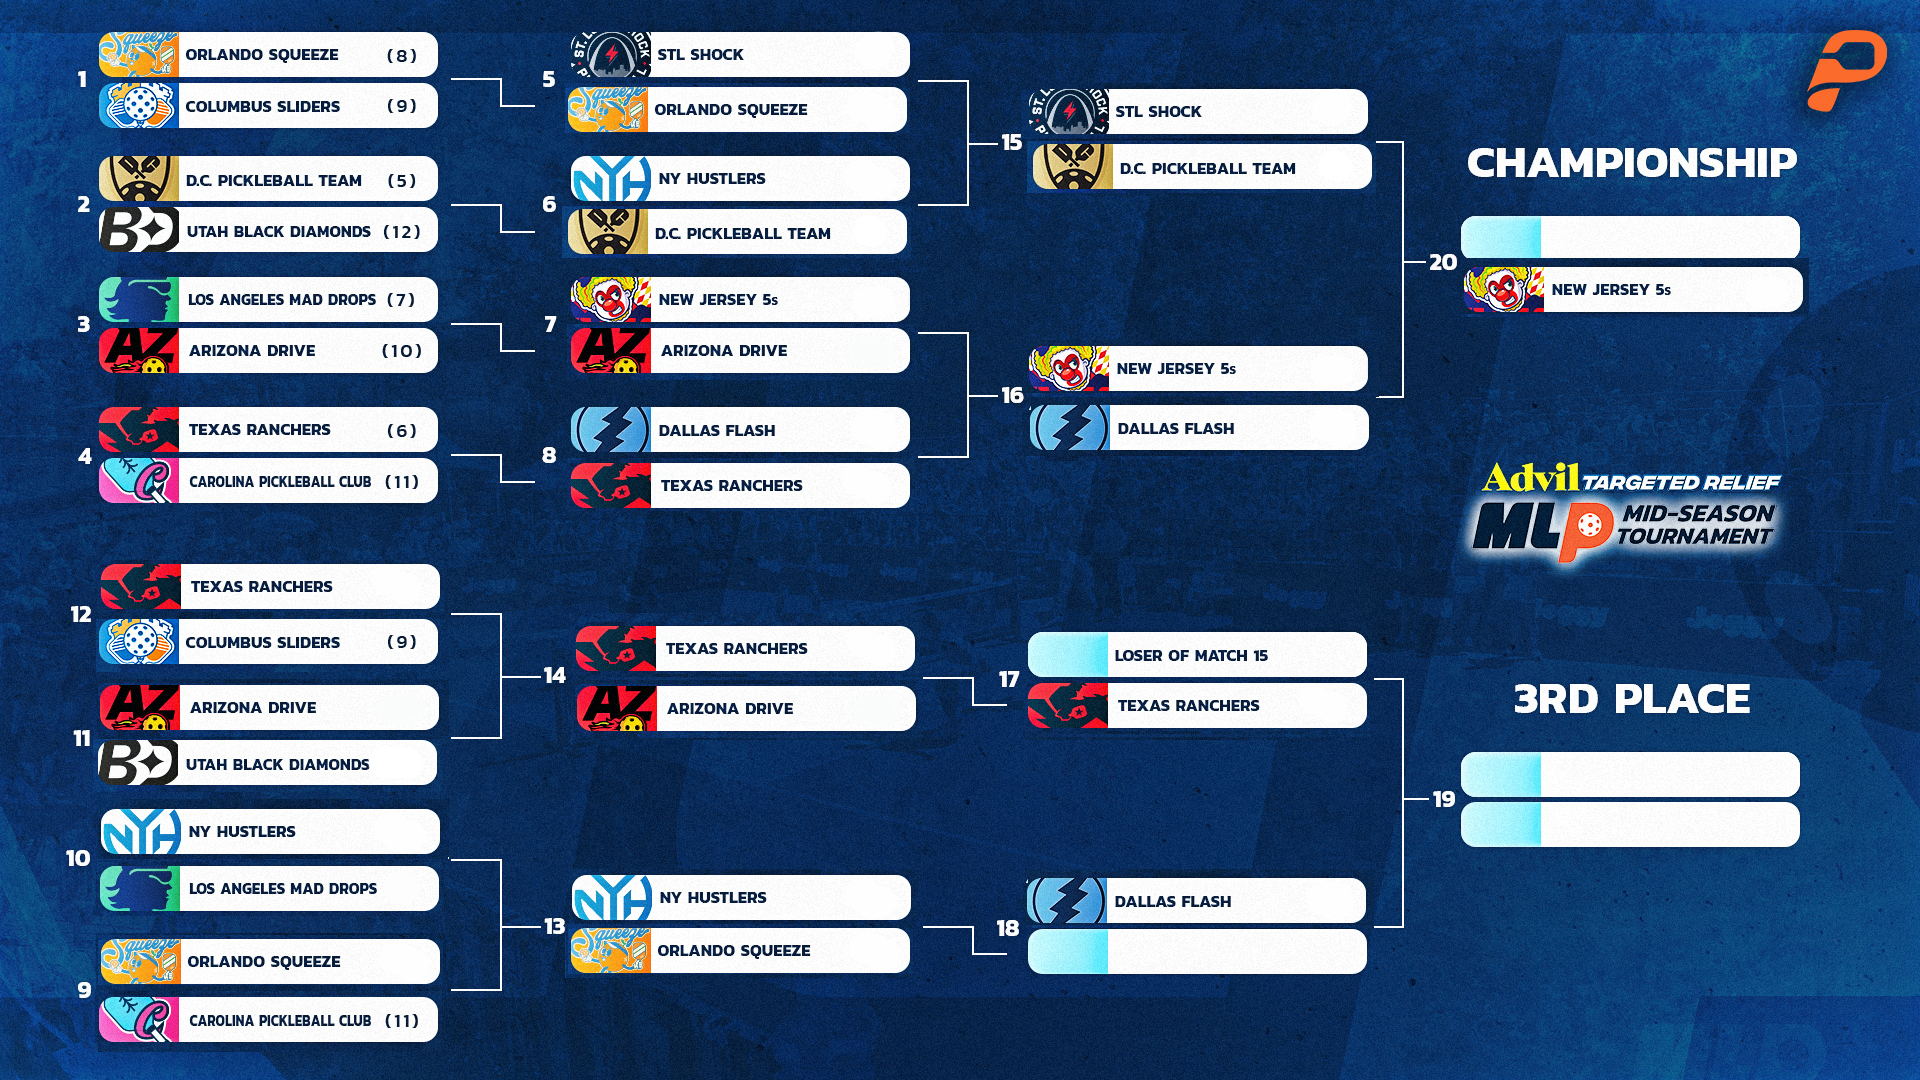 1
ORLANDO SQUEEZE (8)
COLUMBUS SLIDERS (9)
2
D.C. PICKLEBALL TEAM (5)
UTAH BLACK DIAMONDS (12)
3
LOS ANGELES MAD DROPS (7)
ARIZONA DRIVE (10)
4
TEXAS RANCHERS (6)
CAROLINA PICKLEBALL CLUB (11)
5
STL SHOCK
ORLANDO SQUEEZE
6
NY HUSTLERS
D.C. PICKLEBALL TEAM
7
NEW JERSEY 5s
ARIZONA DRIVE
8
DALLAS FLASH
TEXAS RANCHERS
15
STL SHOCK
D.C. PICKLEBALL TEAM
16
NEW JERSEY 5s
DALLAS FLASH
CHAMPIONSHIP
20
NEW JERSEY 5s
Advil TARGETED RELIEF
MLP MID-SEASON
TOURNAMENT
12
TEXAS RANCHERS
COLUMBUS SLIDERS (9)
11
ARIZONA DRIVE
UTAH BLACK DIAMONDS
10
NY HUSTLERS
LOS ANGELES MAD DROPS
9
ORLANDO SQUEEZE
CAROLINA PICKLEBALL CLUB (11)
14
TEXAS RANCHERS
ARIZONA DRIVE
13
NY HUSTLERS
ORLANDO SQUEEZE
17
LOSER OF MATCH 15
TEXAS RANCHERS
18
DALLAS FLASH
3RD PLACE
19